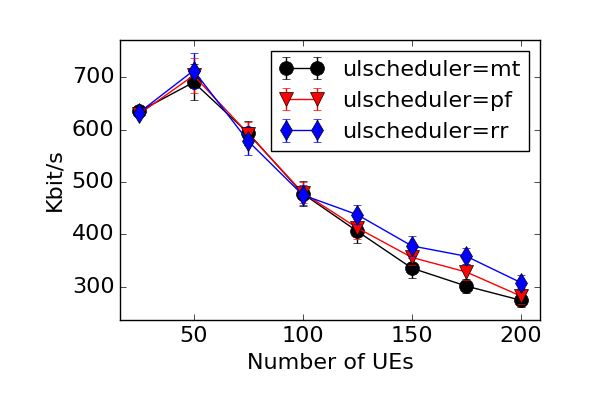 700
600
500
400
300
Kbit/s
ulscheduler=mt
ulscheduler=pf
ulscheduler=rr
50 100 150 200
Number of UEs